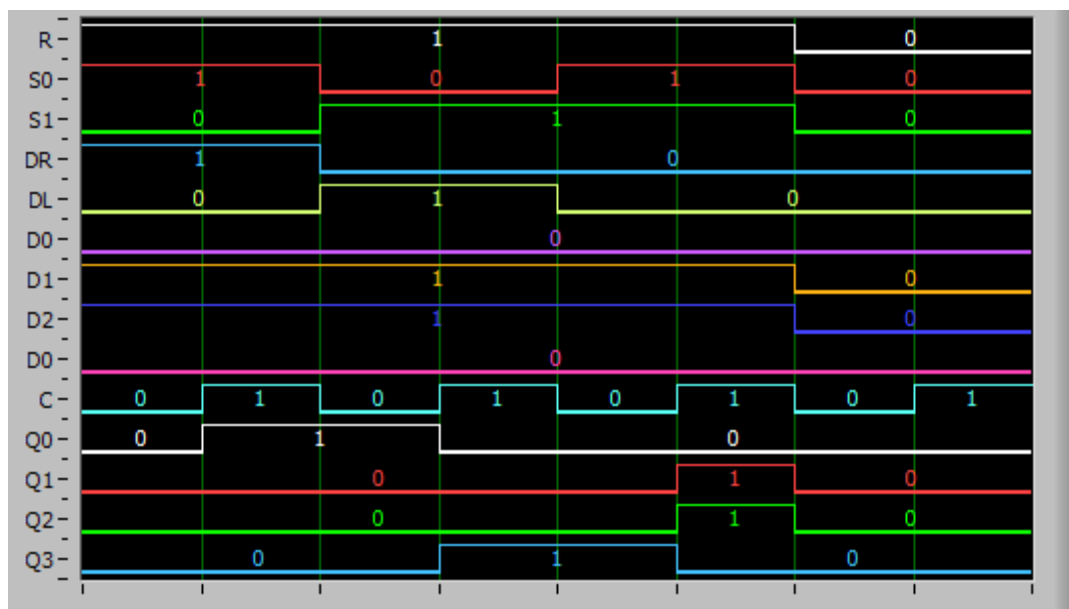 R 1 0
S0 1 0 1 0
S1 0 1 0
DR 1 0
DL 0 1 0
D0 0
D1 1 0
D2 1 0
D0 0
C 0 1 0 1 0 1 0 1
Q0 0 1 0
Q1 0 1 0
Q2 0 1 0
Q3 0 1 0